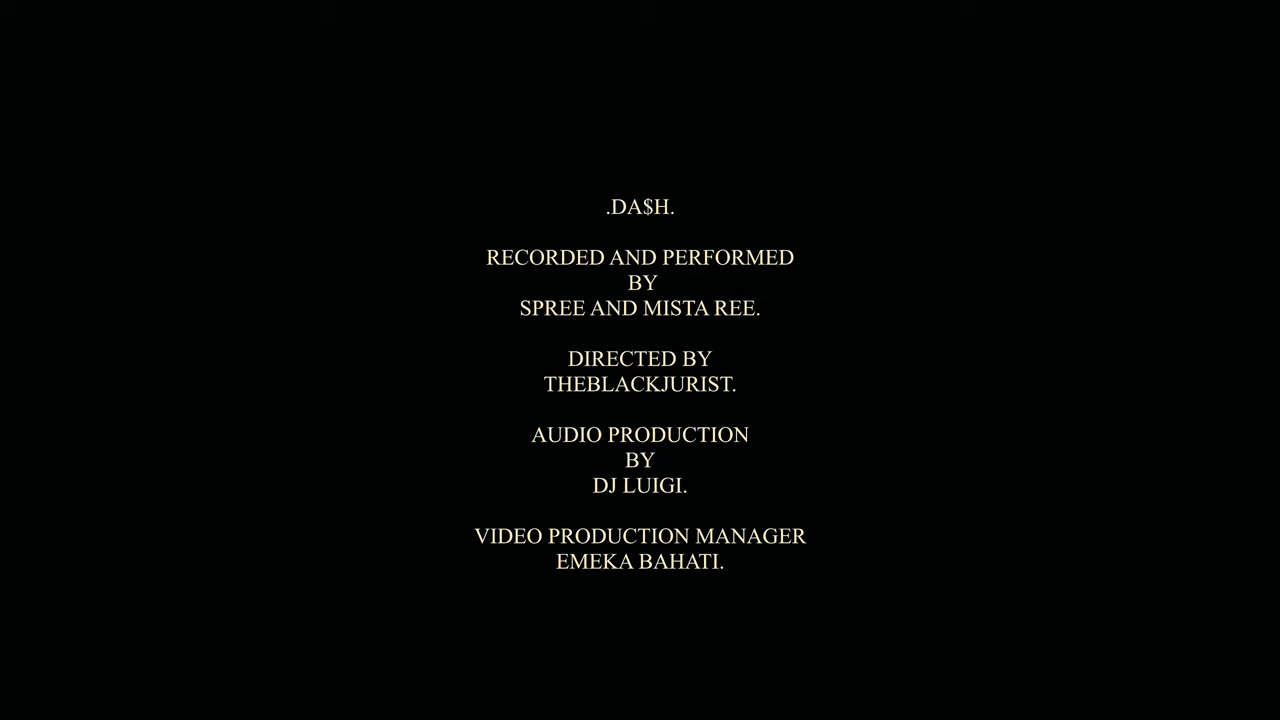 .DA$H.
RECORDED AND PERFORMED
BY
SPREE AND MISTA REE.
DIRECTED BY
THEBLACKJURIST.
AUDIO PRODUCTION
BY
DJ LUIGI.
VIDEO PRODUCTION MANAGER
EMEKA BAHATI.